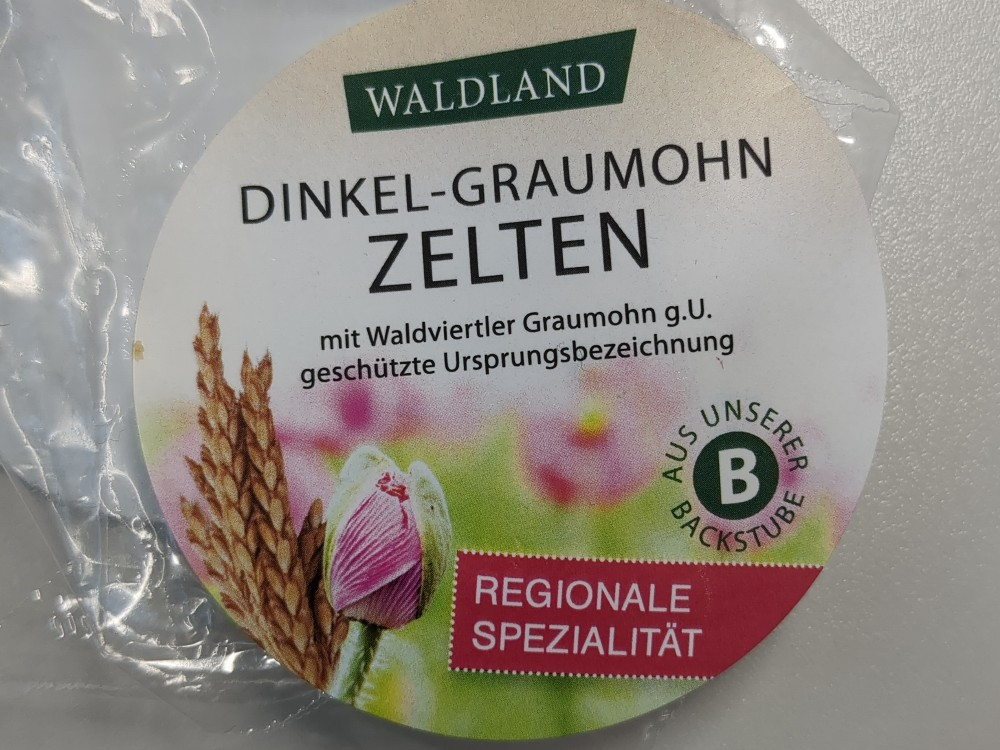 WALDLAND
DINKEL-GRAUMOHN
ZELTEN
mit Waldviertler Graumohn g.U.
geschützte Ursprungsbezeichnung
AUS UNSERER
B
BACKSTUBE
REGIONALE
SPEZIALITÄT